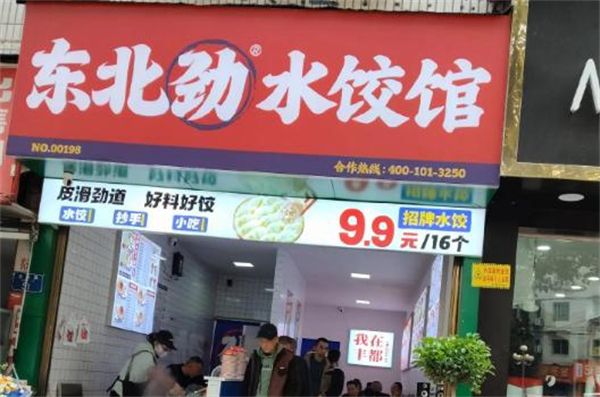 东北劲®水饺馆
NO.00198
合作热线：400-101-3250
皮滑劲道 好料好饺
水饺 抄手 小吃
9.9元/16个
招牌水饺
我在
丰都